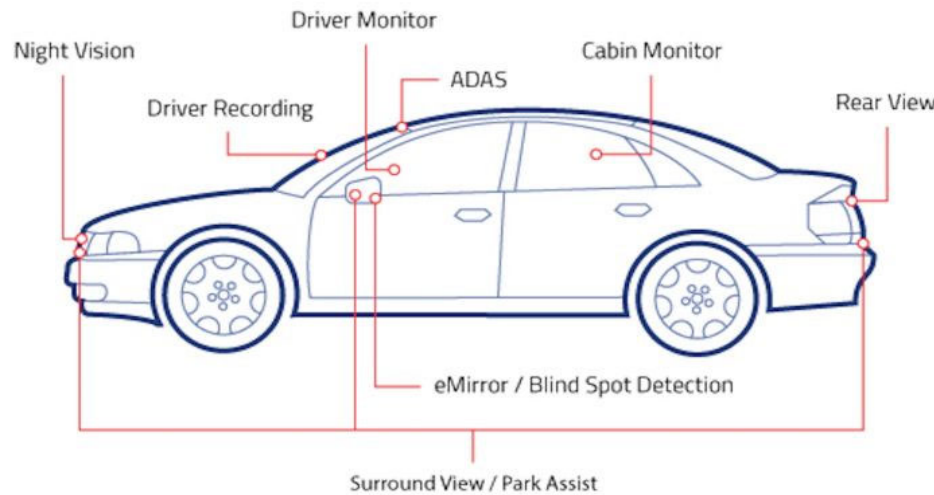 Driver Monitor
Night Vision
Cabin Monitor
ADAS
Driver Recording
Rear View
eMirror / Blind Spot Detection
Surround View / Park Assist